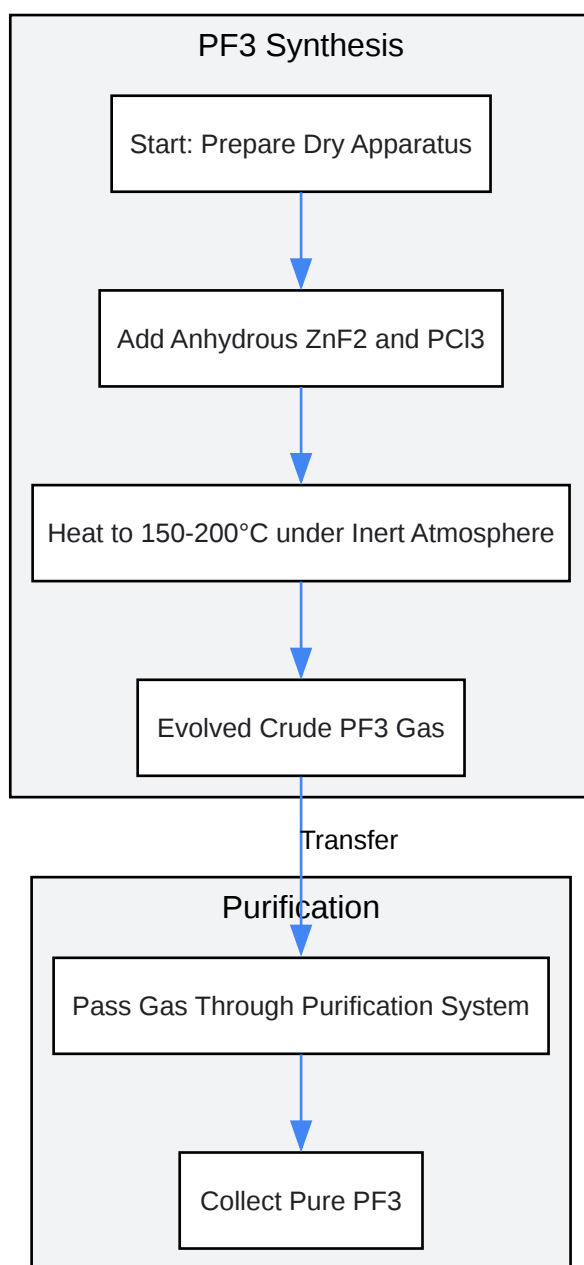 PF3 Synthesis
Start: Prepare Dry Apparatus
Add Anhydrous ZnF2 and PCl3
Heat to 150-200°C under Inert Atmosphere
Evolved Crude PF3 Gas
Transfer
Purification
Pass Gas Through Purification System
Collect Pure PF3